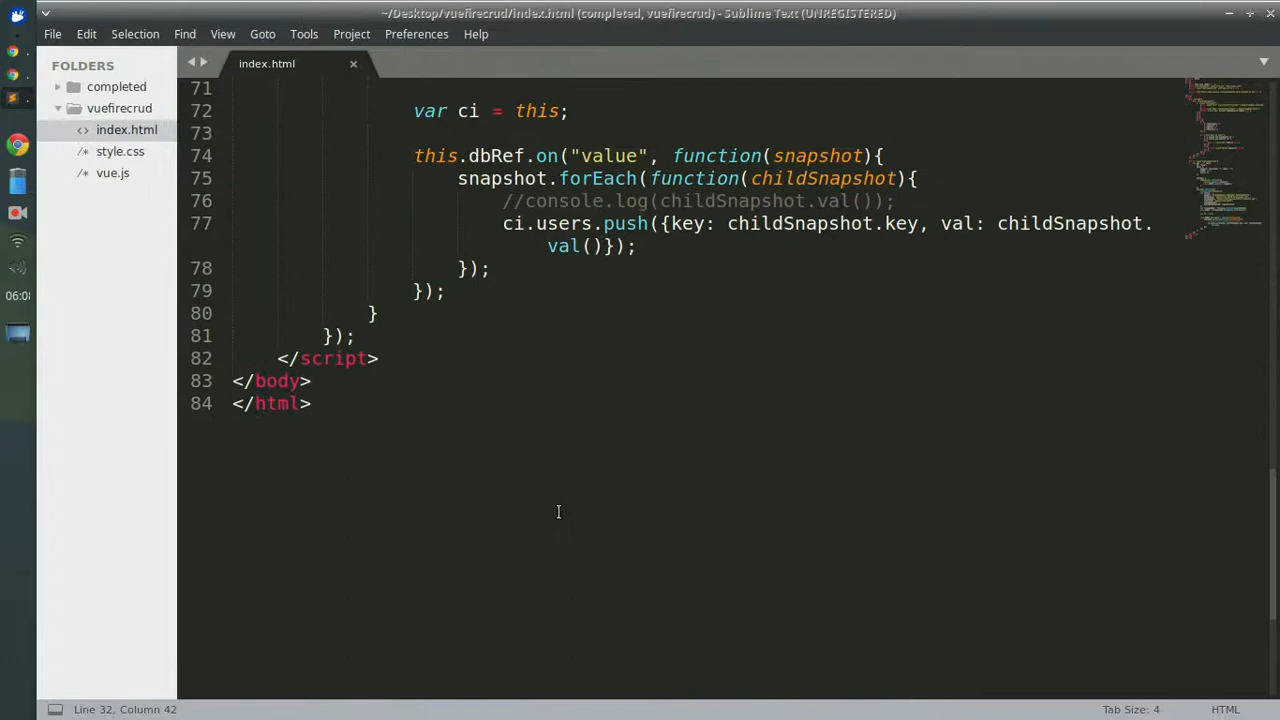 ~/Desktop/vuefirecrud/index.html (completed, vuefirecrud) - Sublime Text (UNREGISTERED)
File Edit Selection Find View Goto Tools Project Preferences Help
FOLDERS
completed
vuefirecrud
<> index.html
/* style.css
/* vue.js
06:08
index.html ×
71
72 var ci = this;
73
74 this.dbRef.on("value", function(snapshot){
75 snapshot.forEach(function(childSnapshot){
76 //console.log(childSnapshot.val());
77 ci.users.push({key: childSnapshot.key, val: childSnapshot.
val()});
78 });
79 });
80 }
81 });
82 </script>
83 </body>
84 </html>
Line 32, Column 42
Tab Size: 4
HTML